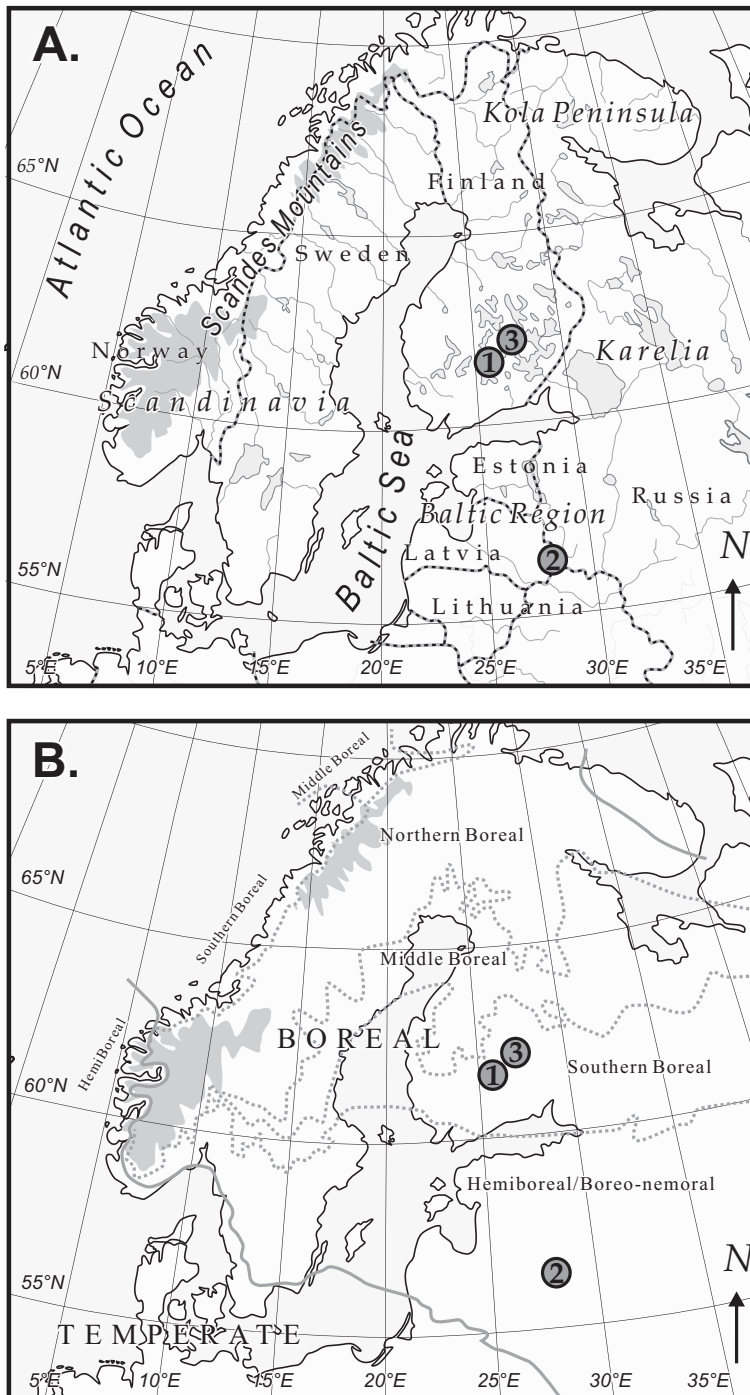 A.
Atlantic Ocean
Kola Peninsula
65°N
Scandes Mountains
Finland
Sweden
3
Norway
1
Karelia
60°N
Scandinavia
Baltic Sea
Estonia
Russia
Baltic Region
Latvia
2
N
55°N
Lithuania
5°E 10°E 15°E 20°E 25°E 30°E 35°E
B.
Middle Boreal
Northern Boreal
65°N
Southern Boreal
Middle Boreal
HemiBoreal
BOREAL
3
1
Southern Boreal
60°N
Hemiboreal/Boreo-nemoral
2
N
55°N
TEMPERATE
5°E 10°E 15°E 20°E 25°E 30°E 35°E